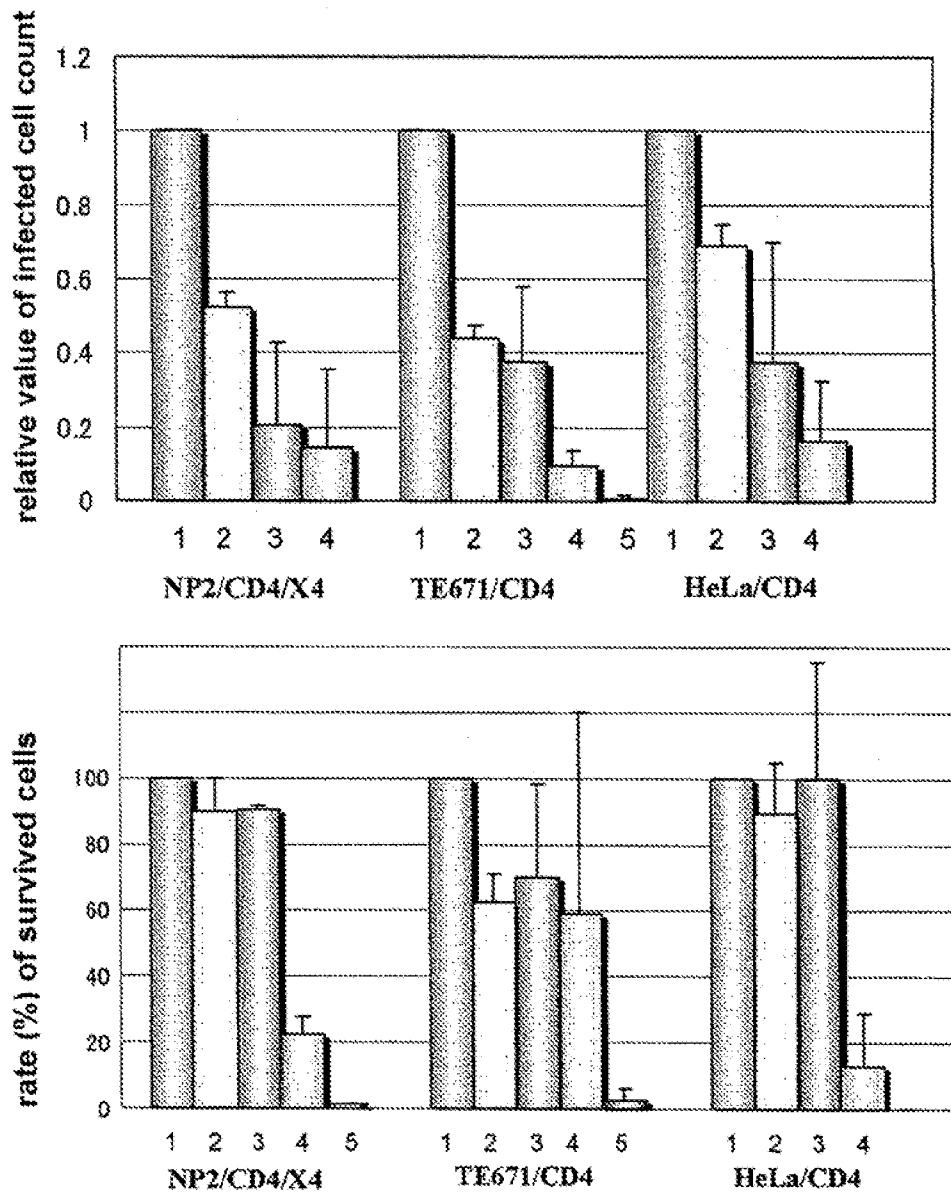 relative value of infected cell count
1.2
1
0.8
0.6
0.4
0.2
0
1 2 3 4 1 2 3 4 5 1 2 3 4
NP2/CD4/X4 TE671/CD4 HeLa/CD4
rate (%) of survived cells
100
80
60
40
20
0
1 2 3 4 5 1 2 3 4 5 1 2 3 4
NP2/CD4/X4 TE671/CD4 HeLa/CD4